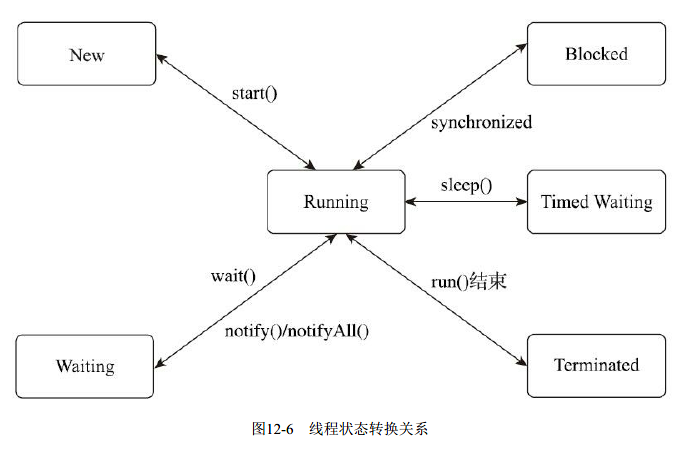 New
Blocked
start()
synchronized
Running
sleep()
Timed Waiting
wait()
run()结束
notify()/notifyAll()
Waiting
Terminated
图12-6 线程状态转换关系